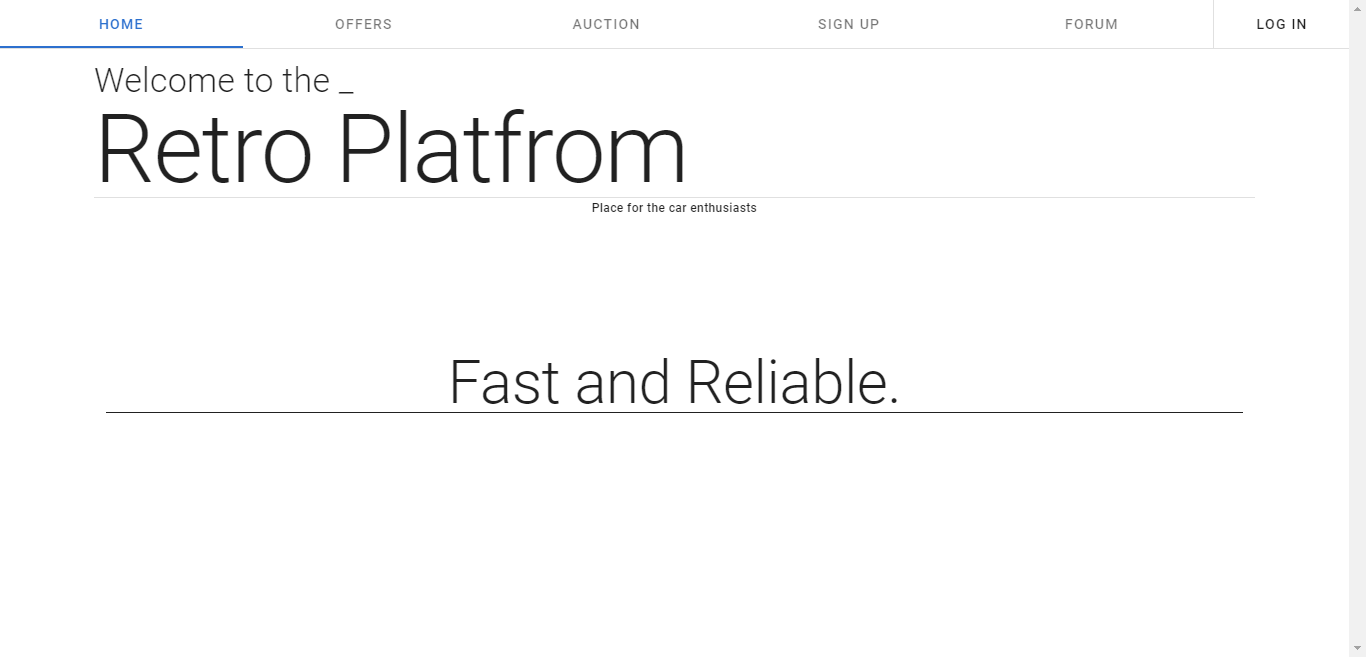 HOME OFFERS AUCTION SIGN UP FORUM LOG IN
Welcome to the _
Retro Platfrom
Place for the car enthusiasts
Fast and Reliable.